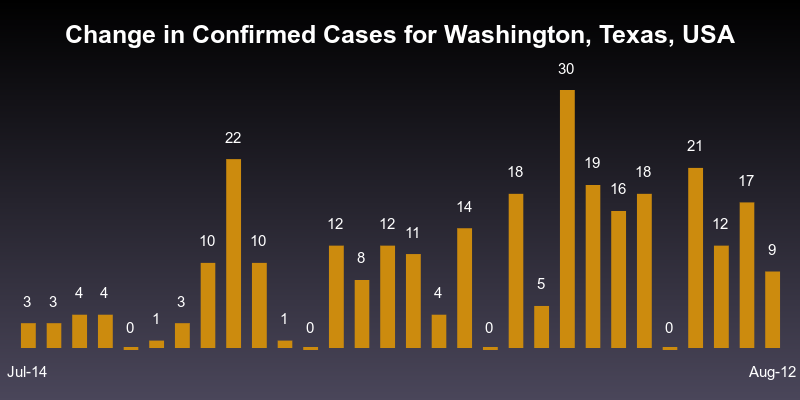 Change in Confirmed Cases for Washington, Texas, USA
3 3 4 4 0 1 3 10 22 10 1 0 12 8 12 11 4 14 0 18 5 30 19 16 18 0 21 12 17 9
Jul-14 Aug-12